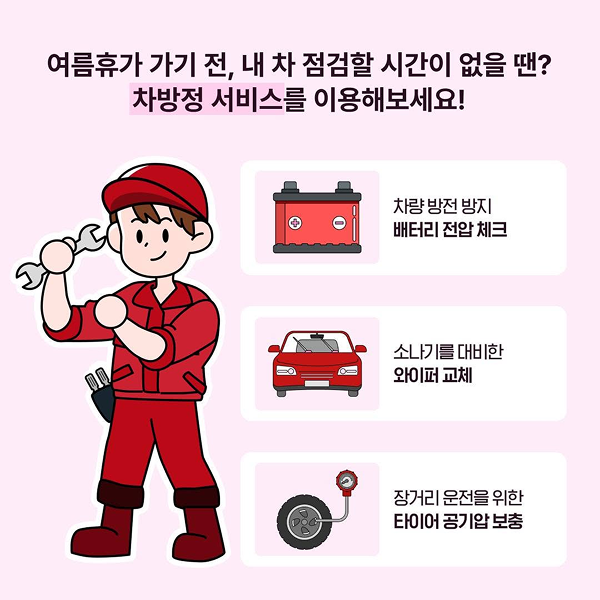 여름휴가 가기 전, 내 차 점검할 시간이 없을 땐?
차방정 서비스를 이용해보세요!
차량 방전 방지
배터리 전압 체크
소나기를 대비한
와이퍼 교체
장거리 운전을 위한
타이어 공기압 보충